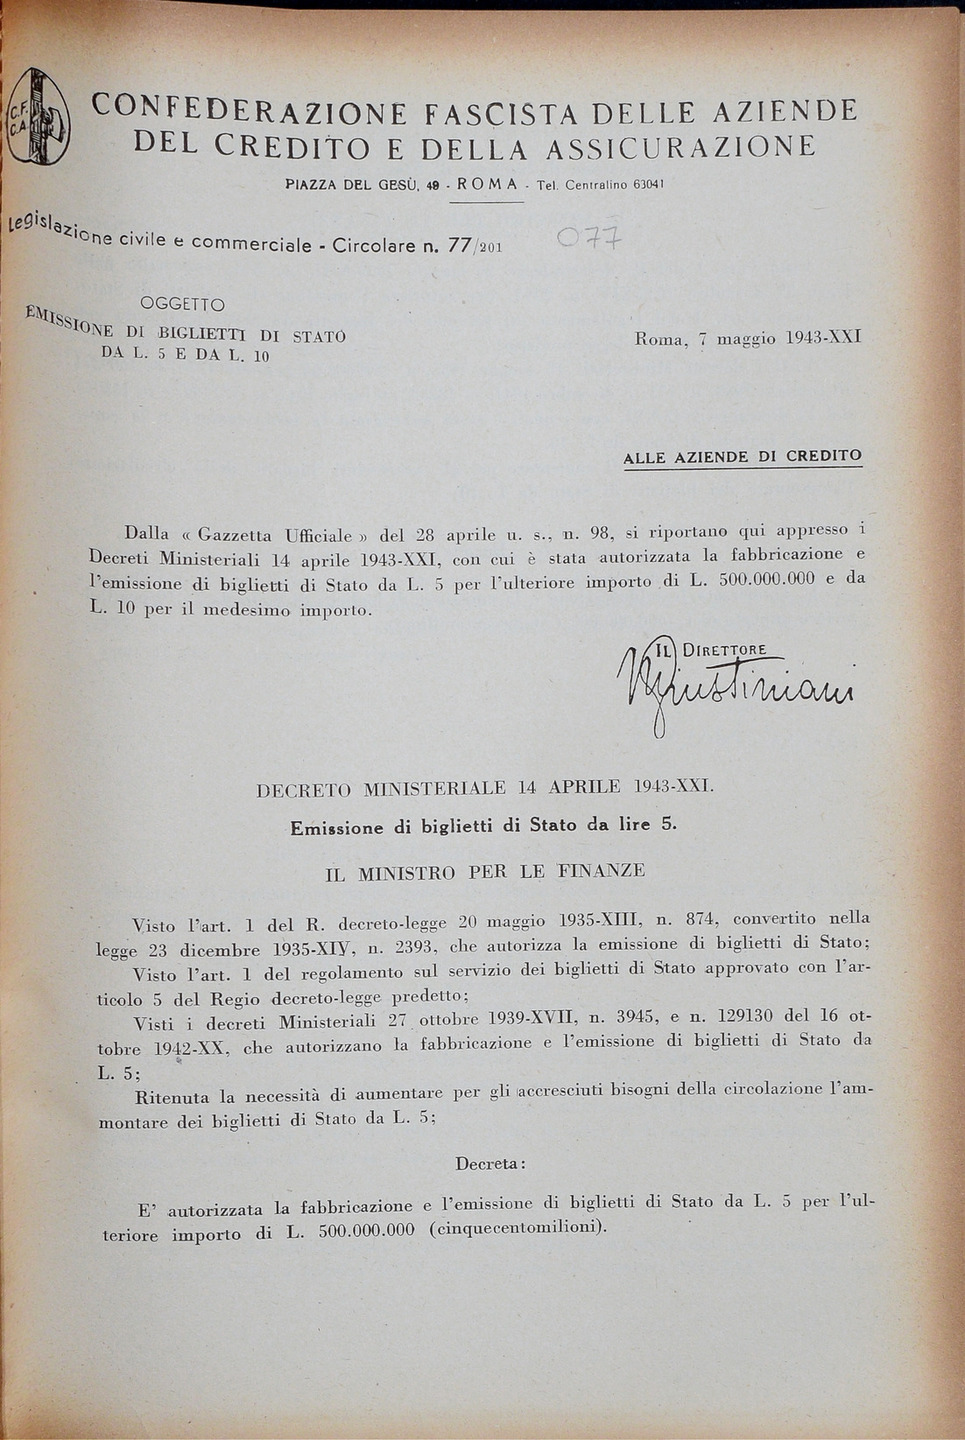 C.F.
C.A.
CONFEDERAZIONE FASCISTA DELLE AZIENDE
DEL CREDITO E DELLA ASSICURAZIONE
PIAZZA DEL GESÙ, 49 - ROMA - Tel. Centralino 63041
Legislazione civile e commerciale - Circolare n. 77/201 077
OGGETTO
EMISSIONE DI BIGLIETTI DI STATO
DA L. 5 E DA L. 10
Roma, 7 maggio 1943-XXI
ALLE AZIENDE DI CREDITO
Dalla « Gazzetta Ufficiale » del 28 aprile u. s., n. 98, si riportano qui appresso i
Decreti Ministeriali 14 aprile 1943-XXI, con cui è stata autorizzata la fabbricazione e
l'emissione di biglietti di Stato da L. 5 per l'ulteriore importo di L. 500.000.000 e da
L. 10 per il medesimo importo.
IL DIRETTORE
Giustiniani
DECRETO MINISTERIALE 14 APRILE 1943-XXI.
Emissione di biglietti di Stato da lire 5.
IL MINISTRO PER LE FINANZE
Visto l'art. 1 del R. decreto-legge 20 maggio 1935-XIII, n. 874, convertito nella
legge 23 dicembre 1935-XIV, n. 2393, che autorizza la emissione di biglietti di Stato;
Visto l'art. 1 del regolamento sul servizio dei biglietti di Stato approvato con l'ar-
ticolo 5 del Regio decreto-legge predetto;
Visti i decreti Ministeriali 27 ottobre 1939-XVII, n. 3945, e n. 129130 del 16 ot-
tobre 1942-XX, che autorizzano la fabbricazione e l'emissione di biglietti di Stato da
L. 5;
Ritenuta la necessità di aumentare per gli accresciuti bisogni della circolazione l'am-
montare dei biglietti di Stato da L. 5;
Decreta:
E' autorizzata la fabbricazione e l'emissione di biglietti di Stato da L. 5 per l'ul-
teriore importo di L. 500.000.000 (cinquecentomilioni).